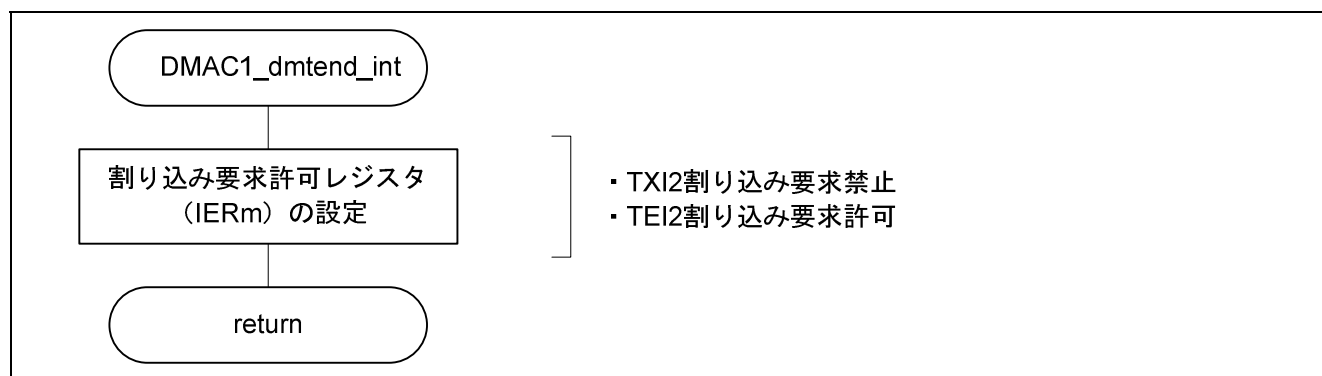 DMAC1_dmtend_int
割り込み要求許可レジスタ
（IERm）の設定
・TXI2割り込み要求禁止
・TEI2割り込み要求許可
return